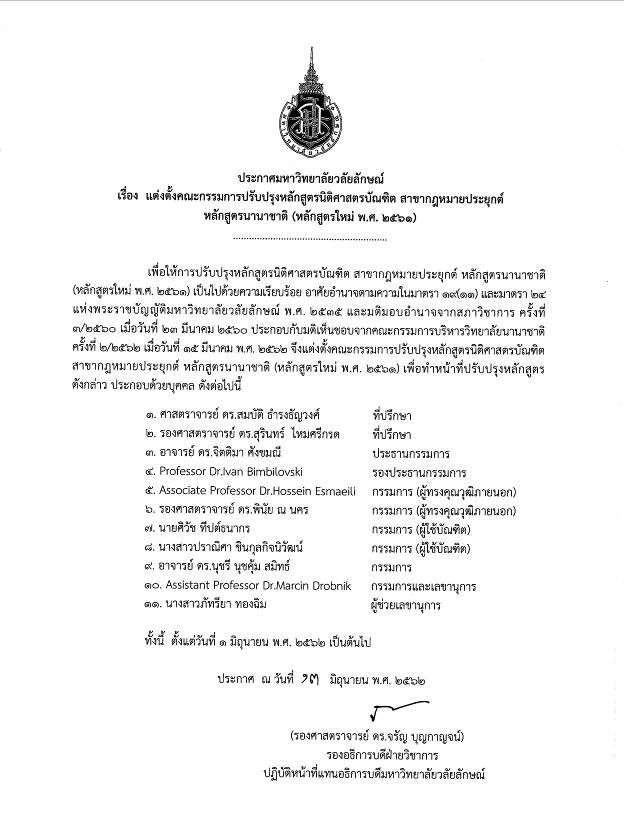 ประกาศมหาวิทยาลัยวลัยลักษณ์
เรื่อง แต่งตั้งคณะกรรมการปรับปรุงหลักสูตรนิติศาสตรบัณฑิต สาขากฎหมายประยุกต์
หลักสูตรนานาชาติ (หลักสูตรใหม่ พ.ศ. ๒๕๖๑)
เพื่อให้การปรับปรุงหลักสูตรนิติศาสตรบัณฑิต สาขากฎหมายประยุกต์ หลักสูตรนานาชาติ
(หลักสูตรใหม่ พ.ศ. ๒๕๖๑) เป็นไปด้วยความเรียบร้อย อาศัยอำนาจตามความในมาตรา ๑๙(๑๑) และมาตรา ๒๔
แห่งพระราชบัญญัติมหาวิทยาลัยวลัยลักษณ์ พ.ศ. ๒๕๓๕ และมติมอบอำนาจจากสภาวิชาการ ครั้งที่
๓/๒๕๖๐ เมื่อวันที่ ๒๓ มีนาคม ๒๕๖๐ ประกอบกับมติเห็นชอบจากคณะกรรมการบริหารวิทยาลัยนานาชาติ
ครั้งที่ ๒/๒๕๖๒ เมื่อวันที่ ๑๕ มีนาคม พ.ศ. ๒๕๖๒ จึงแต่งตั้งคณะกรรมการปรับปรุงหลักสูตรนิติศาสตรบัณฑิต
สาขากฎหมายประยุกต์ หลักสูตรนานาชาติ (หลักสูตรใหม่ พ.ศ. ๒๕๖๑) เพื่อทำหน้าที่ปรับปรุงหลักสูตร
ดังกล่าว ประกอบด้วยบุคคล ดังต่อไปนี้
๑. ศาสตราจารย์ ดร.สมบัติ ธำรงธัญวงศ์ ที่ปรึกษา
๒. รองศาสตราจารย์ ดร.สุรินทร์ ไหมศรีกรด ที่ปรึกษา
๓. อาจารย์ ดร.จิตติมา ศังขมณี ประธานกรรมการ
๔. Professor Dr.Ivan Bimbilovski รองประธานกรรมการ
๕. Associate Professor Dr.Hossein Esmaeili กรรมการ (ผู้ทรงคุณวุฒิภายนอก)
๖. รองศาสตราจารย์ ดร.พินัย ณ นคร กรรมการ (ผู้ทรงคุณวุฒิภายนอก)
๗. นายศิวัช ทีปต์ธนากร กรรมการ (ผู้ใช้บัณฑิต)
๘. นางสาวปราณิศา ชินกุลกิจนิวัฒน์ กรรมการ (ผู้ใช้บัณฑิต)
๙. อาจารย์ ดร.นุชรี นุชคุ้ม สมิทธ์ กรรมการ
๑๐. Assistant Professor Dr.Marcin Drobnik กรรมการและเลขานุการ
๑๑. นางสาวภัทรียา ทองฉิม ผู้ช่วยเลขานุการ
ทั้งนี้ ตั้งแต่วันที่ ๑ มิถุนายน พ.ศ. ๒๕๖๒ เป็นต้นไป
ประกาศ ณ วันที่ ๑๓ มิถุนายน พ.ศ. ๒๕๖๒
(รองศาสตราจารย์ ดร.จรัญ บุญกาญจน์)
รองอธิการบดีฝ่ายวิชาการ
ปฏิบัติหน้าที่แทนอธิการบดีมหาวิทยาลัยวลัยลักษณ์